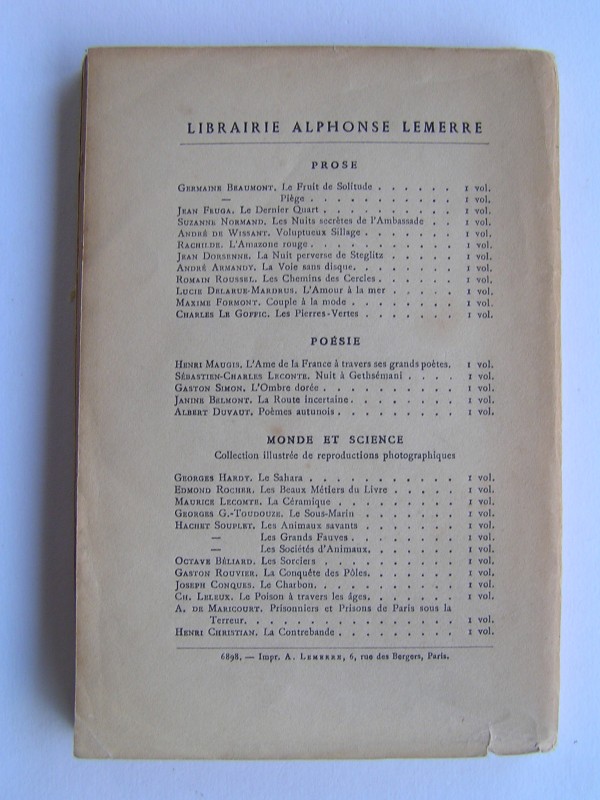 LIBRAIRIE ALPHONSE LEMERRE
PROSE
GERMAINE BEAUMONT. Le Fruit de Solitude . . . . . . 1 vol.
— Piège . . . . . . . . . . . 1 vol.
JEAN FEUGA. Le Dernier Quart . . . . . . . . . . 1 vol.
SUZANNE NORMAND. Les Nuits secrètes de l'Ambassade . . 1 vol.
ANDRÉ DE WISSANT. Voluptueux Sillage . . . . . . . 1 vol.
RACHILDE. L'Amazone rouge . . . . . . . . . . . 1 vol.
JEAN DORSENNE. La Nuit perverse de Steglitz . . . . . 1 vol.
ANDRÉ ARMANDY. La Voie sans disque. . . . . . . . 1 vol.
ROMAIN ROUSSEL. Les Chemins des Cercles . . . . . . 1 vol.
LUCIE DELARUE-MARDRUS. L'Amour à la mer . . . . . 1 vol.
MAXIME FORMONT. Couple à la mode . . . . . . . . 1 vol.
CHARLES LE GOFFIC. Les Pierres-Vertes . . . . . . . 1 vol.
POÉSIE
HENRI MAUGIS. L'Ame de la France à travers ses grands poètes. 1 vol.
SÉBASTIEN-CHARLES LECONTE. Nuit à Gethsémani . . . . 1 vol.
GASTON SIMON. L'Ombre dorée . . . . . . . . . . 1 vol.
JANINE BELMONT. La Route incertaine. . . . . . . . 1 vol.
ALBERT DUVAUT. Poèmes autunois . . . . . . . . . 1 vol.
MONDE ET SCIENCE
Collection illustrée de reproductions photographiques
GEORGES HARDY. Le Sahara . . . . . . . . . . . 1 vol.
EDMOND ROCHER. Les Beaux Métiers du Livre . . . . . 1 vol.
MAURICE LECOMTE. La Céramique . . . . . . . . . 1 vol.
GEORGES G.-TOUDOUZE. Le Sous-Marin . . . . . . . 1 vol.
HACHET SOUPLET. Les Animaux savants . . . . . . . 1 vol.
— Les Grands Fauves . . . . . . . . 1 vol.
— Les Sociétés d'Animaux. . . . . . . 1 vol.
OCTAVE BÉLIARD. Les Sorciers . . . . . . . . . . 1 vol.
GASTON ROUVIER. La Conquête des Pôles. . . . . . . 1 vol.
JOSEPH CONQUES. Le Charbon. . . . . . . . . . . 1 vol.
CH. LELEUX. Le Poison à travers les âges. . . . . . . 1 vol.
A. DE MARICOURT. Prisonniers et Prisons de Paris sous la
Terreur. . . . . . . . . . . . . . . . . 1 vol.
HENRI CHRISTIAN. La Contrebande . . . . . . . . . 1 vol.
6898. — Impr. A. LEMERRE, 6, rue des Bergers, Paris.